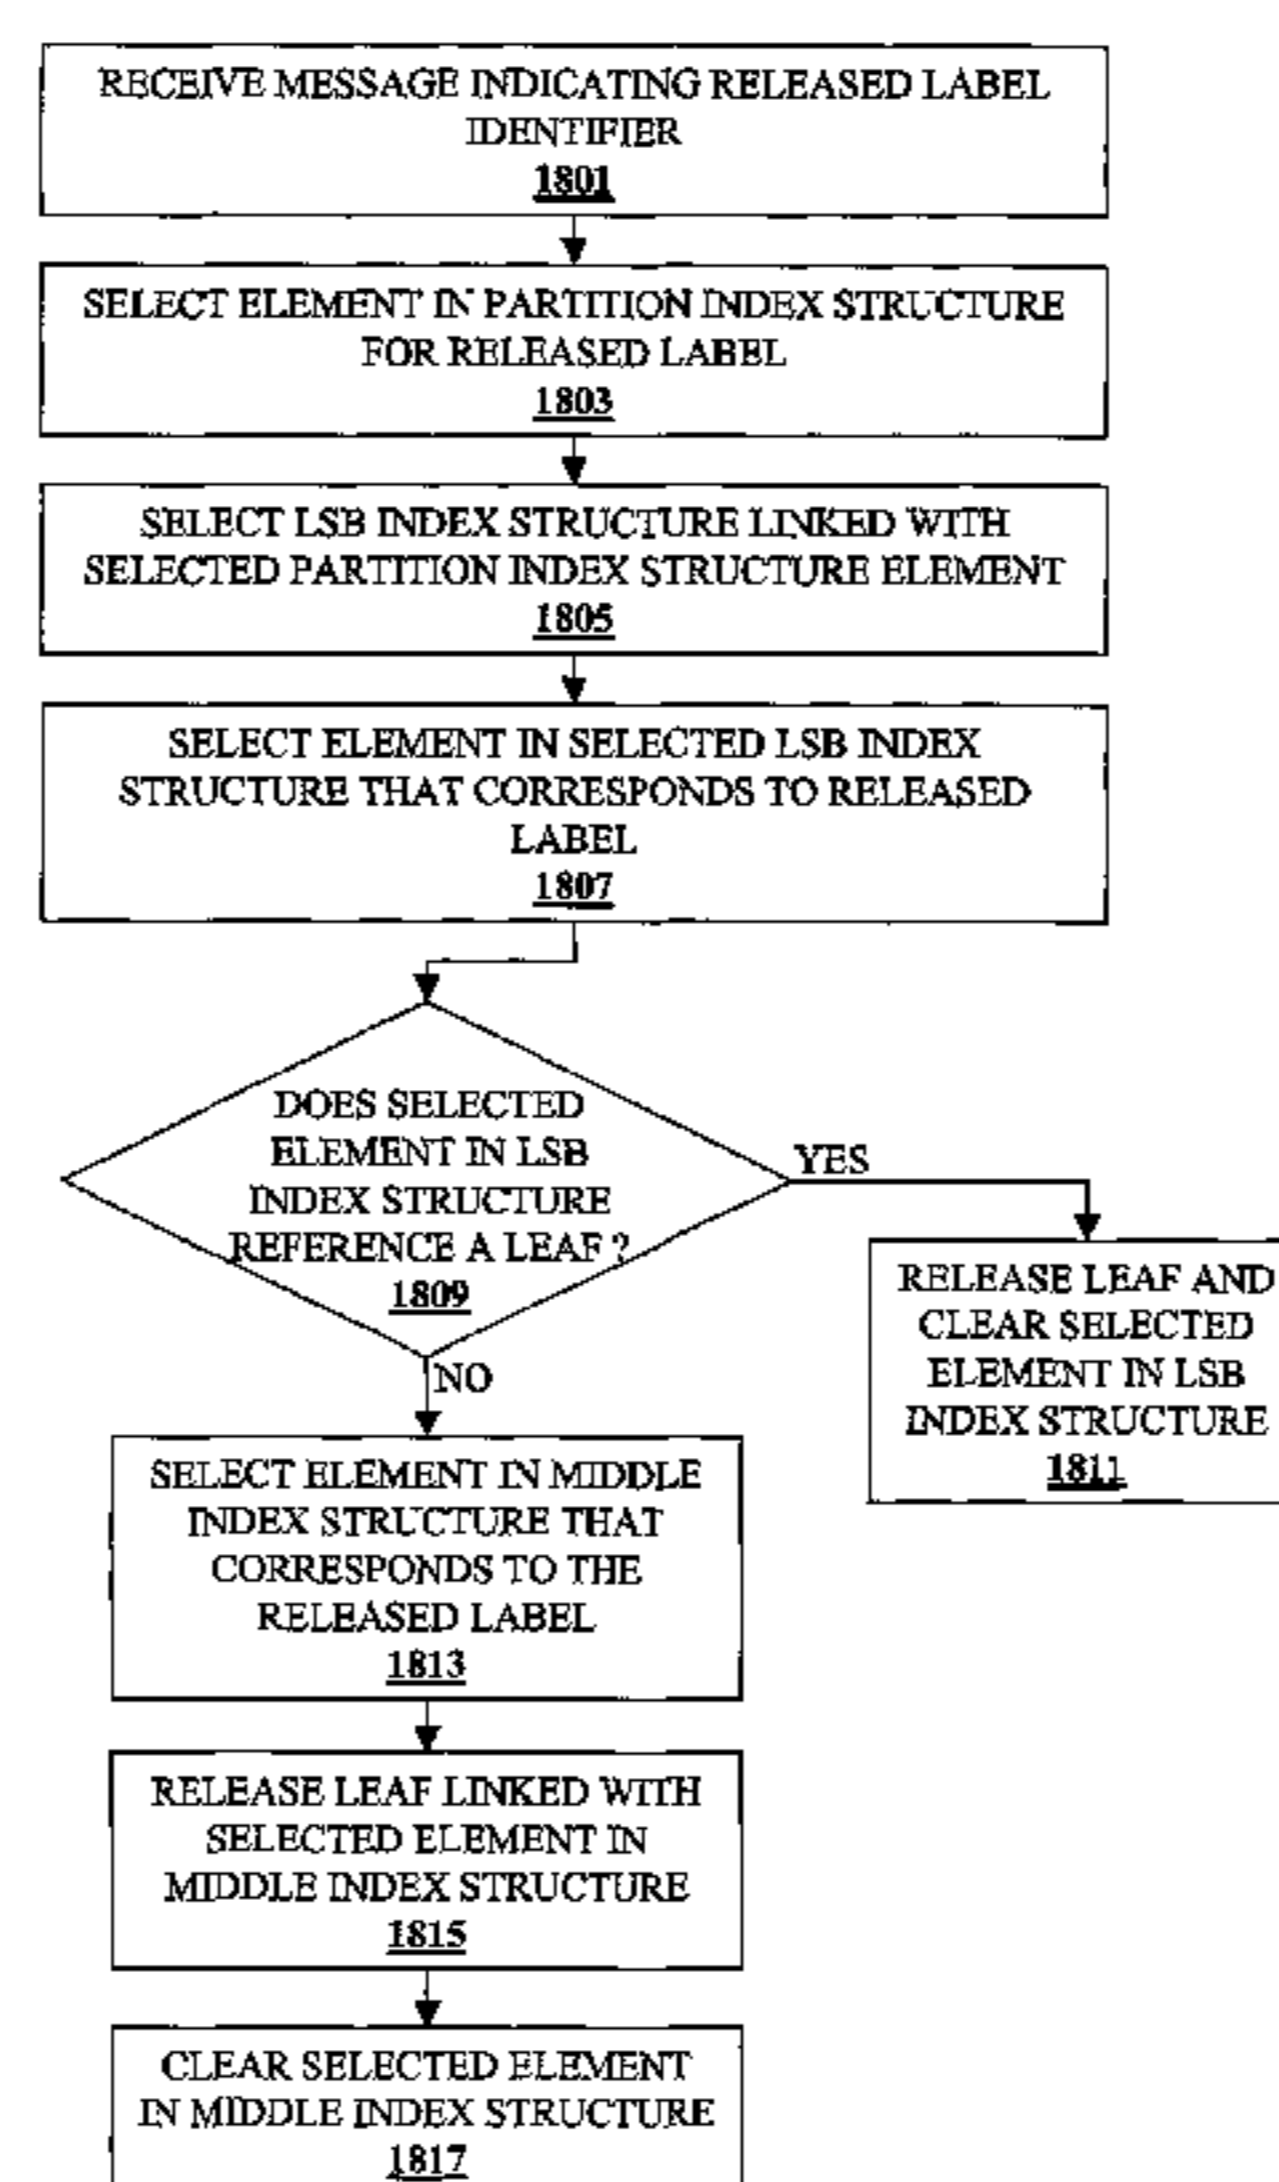 RECEIVE MESSAGE INDICATING RELEASED LABEL
IDENTIFIER
1801
SELECT ELEMENT IN PARTITION INDEX STRUCTURE
FOR RELEASED LABEL
1803
SELECT LSB INDEX STRUCTURE LINKED WITH
SELECTED PARTITION INDEX STRUCTURE ELEMENT
1805
SELECT ELEMENT IN SELECTED LSB INDEX
STRUCTURE THAT CORRESPONDS TO RELEASED
LABEL
1807
DOES SELECTED
ELEMENT IN LSB
INDEX STRUCTURE
REFERENCE A LEAF ?
1809
YES
RELEASE LEAF AND
CLEAR SELECTED
ELEMENT IN LSB
INDEX STRUCTURE
1811
NO
SELECT ELEMENT IN MIDDLE
INDEX STRUCTURE THAT
CORRESPONDS TO THE
RELEASED LABEL
1813
RELEASE LEAF LINKED WITH
SELECTED ELEMENT IN
MIDDLE INDEX STRUCTURE
1815
CLEAR SELECTED ELEMENT
IN MIDDLE INDEX STRUCTURE
1817